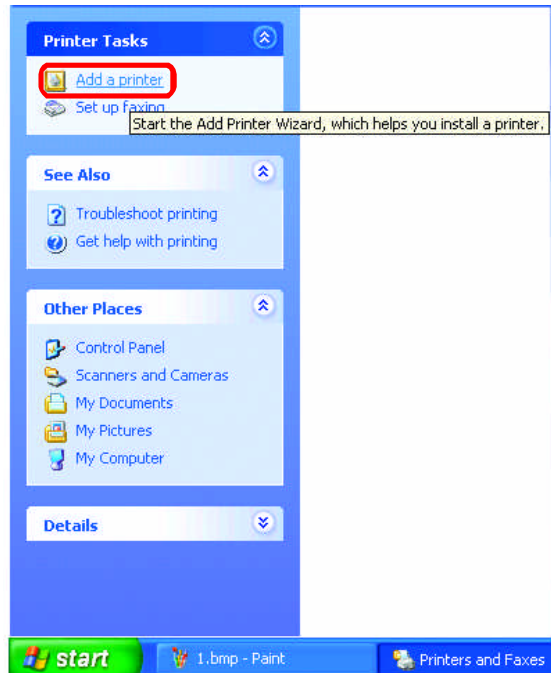 Printer Tasks
Add a printer
Set up faxing
Start the Add Printer Wizard, which helps you install a printer.
See Also
Troubleshoot printing
Get help with printing
Other Places
Control Panel
Scanners and Cameras
My Documents
My Pictures
My Computer
Details
start
1.bmp - Paint
Printers and Faxes